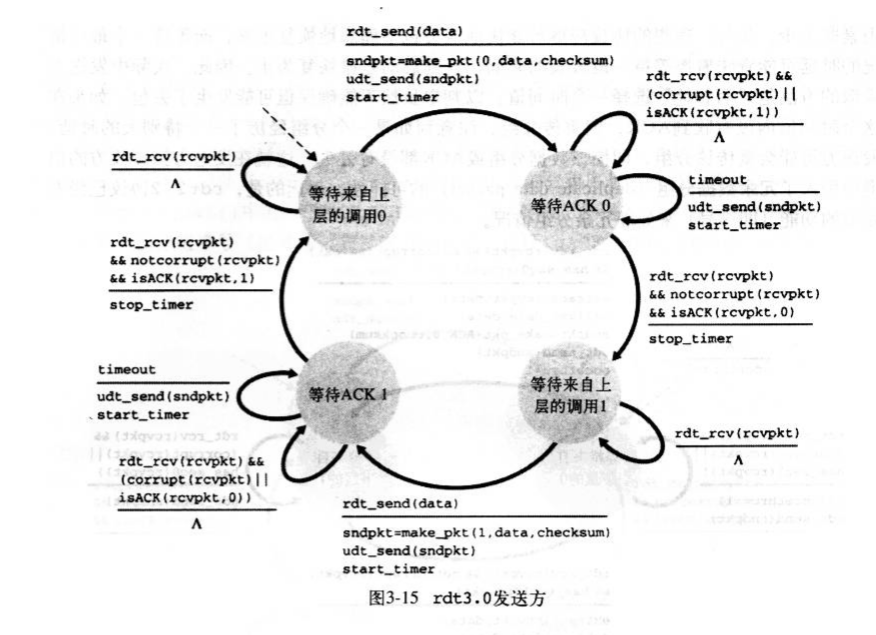 rdt_send(data)
sndpkt=make_pkt(0,data,checksum)
udt_send(sndpkt)
start_timer
rdt_rcv(rcvpkt) &&
(corrupt(rcvpkt)||
isACK(rcvpkt,1))
Λ
rdt_rcv(rcvpkt)
Λ
等待来自上
层的调用0
等待ACK 0
timeout
udt_send(sndpkt)
start_timer
rdt_rcv(rcvpkt)
&& notcorrupt(rcvpkt)
&& isACK(rcvpkt,1)
stop_timer
rdt_rcv(rcvpkt)
&& notcorrupt(rcvpkt)
&& isACK(rcvpkt,0)
stop_timer
timeout
udt_send(sndpkt)
start_timer
等待ACK 1
等待来自上
层的调用1
rdt_rcv(rcvpkt)
Λ
rdt_rcv(rcvpkt) &&
(corrupt(rcvpkt)||
isACK(rcvpkt,0))
Λ
rdt_send(data)
sndpkt=make_pkt(1,data,checksum)
udt_send(sndpkt)
start_timer
图3-15 rdt3.0发送方